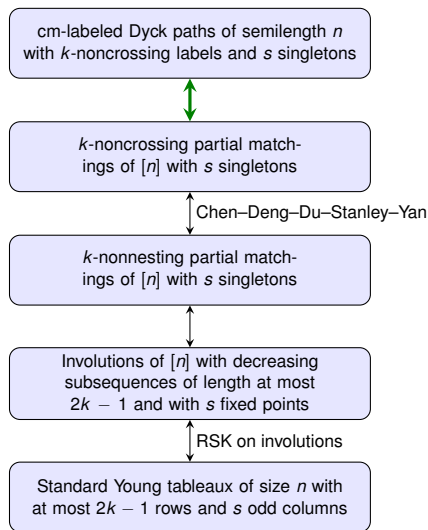 cm-labeled Dyck paths of semilength n
with k-noncrossing labels and s singletons
k-noncrossing partial match-
ings of [n] with s singletons
Chen–Deng–Du–Stanley–Yan
k-nonnesting partial match-
ings of [n] with s singletons
Involutions of [n] with decreasing
subsequences of length at most
2k − 1 and with s fixed points
RSK on involutions
Standard Young tableaux of size n with
at most 2k − 1 rows and s odd columns